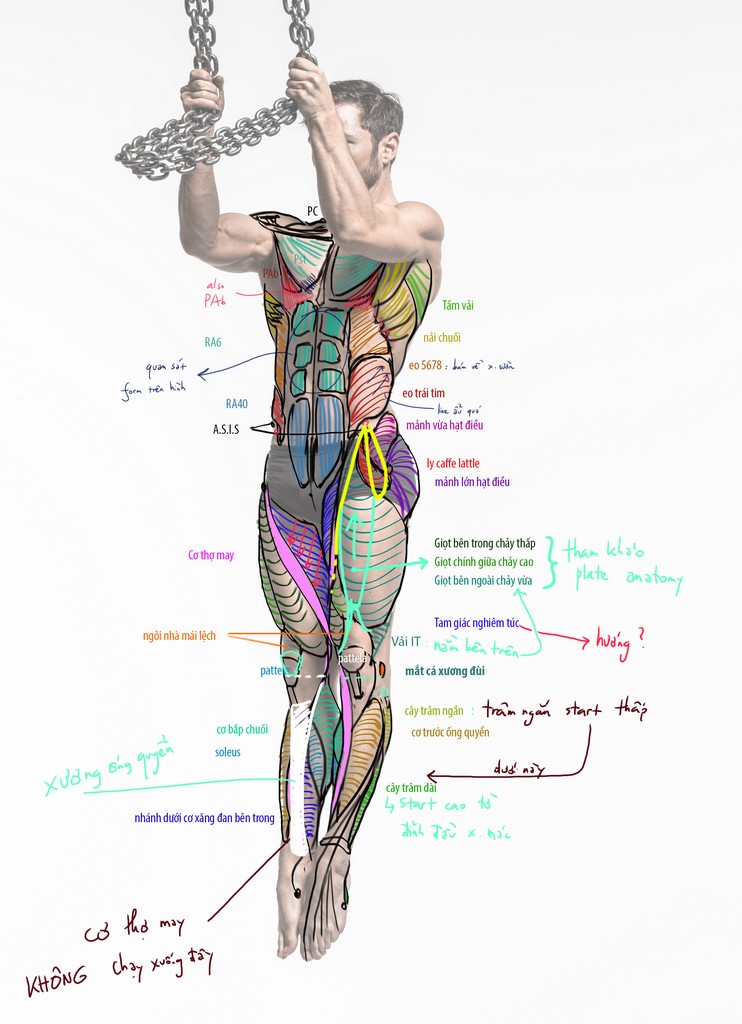 PC
Pst
PAb
also
PAb
Tấm vải
nải chuối
RA6
quan sát
form trên hình
eo 5678 : bám về x. sườn
eo trái tim
RA40
A.S.I.S
mảnh vừa hạt điều
ly caffe lattle
mảnh lớn hạt điều
Cơ thợ may
Giọt bên trong chảy thấp
Giọt chính giữa chảy cao
Giọt bên ngoài chảy vừa
tham khảo
plate anatomy
Tam giác nghiêm túc
hướng ?
ngôi nhà mái lệch
Vải IT : nằm bên trên
pattela
mắt cá xương đùi
cây trâm ngắn : trâm ngắn start thấp
cơ bắp chuối
cơ trước ống quyển
soleus
xương ống quyển
dưới này
cây trâm dài
start cao từ
đỉnh đầu x. mác
nhánh dưới cơ xăng đan bên trong
cơ thợ may
KHÔNG chạy xuống đây